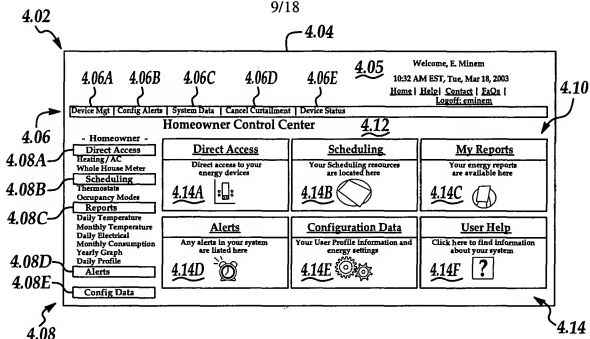 9/18
4.02
4.04
4.06A 4.06B 4.06C 4.06D 4.06E 4.05
Welcome, E. Minem
10:32 AM EST, Tue, Mar 18, 2003
Home | Help | Contact | FaQs |
Logoff: eminem
4.10
Device Mgt | Config Alerts | System Data | Cancel Curtailment | Device Status
4.06
Homeowner Control Center 4.12
- Homeowner -
4.08A Direct Access
Heating/AC
Whole House Meter
4.08B Scheduling
Thermostats
Occupancy Modes
4.08C Reports
Daily Temperature
Monthly Temperature
Daily Electrical
Monthly Consumption
Yearly Graph
Daily Profile
4.08D Alerts
4.08E Config Data
4.08
Direct Access
Direct access to your
energy devices
4.14A
Scheduling
Your Scheduling resources
are located here
4.14B
My Reports
Your energy reports
are available here
4.14C
Alerts
Any alerts in your system
are listed here
4.14D
Configuration Data
Your User Profile information and
energy settings
4.14E
User Help
Click here to find information
about your system
4.14F ?
4.14